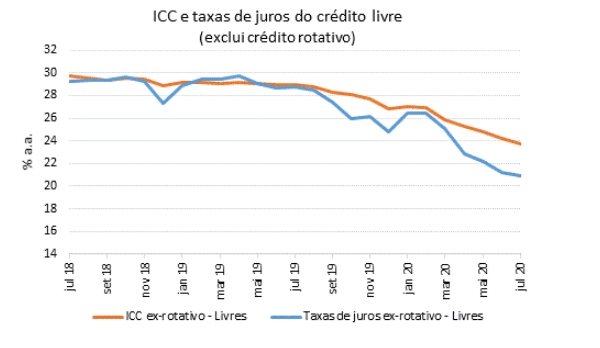 ICC e taxas de juros do crédito livre
(exclui crédito rotativo)
32
30
28
26
24
22
20
18
16
14
% a.a.
jul 18
set 18
nov 18
jan 19
mar 19
mai 19
jul 19
set 19
nov 19
jan 20
mar 20
mai 20
jul 20
ICC ex-rotativo - Livres
Taxas de juros ex-rotativo - Livres